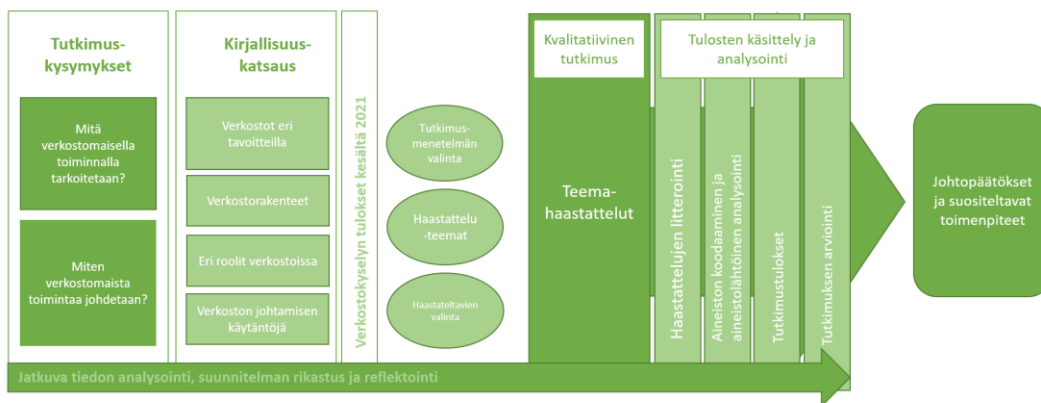 Tutkimus-
kysymykset
Mitä
verkostomaisella
toiminnalla
tarkoitetaan?
Miten
verkostomaista
toimintaa johdetaan?
Kirjallisuus-
katsaus
Verkostot eri
tavoitteilla
Verkostorakenteet
Eri roolit verkostoissa
Verkoston johtamisen
käytäntöjä
Verkostokyselyn tulokset kesältä 2021
Tutkimus-
menetelmän
valinta
Haastattelu
-teemat
Haastateltavien
valinta
Kvalitatiivinen
tutkimus
Teema-
haastattelut
Tulosten käsittely ja
analysointi
Haastattelujen litterointi
Aineiston koodaaminen ja
aineistolähtöinen analysointi
Tutkimustulokset
Tutkimuksen arviointi
Johtopäätökset
ja suositeltavat
toimenpiteet
Jatkuva tiedon analysointi, suunnitelman rikastus ja reflektointi